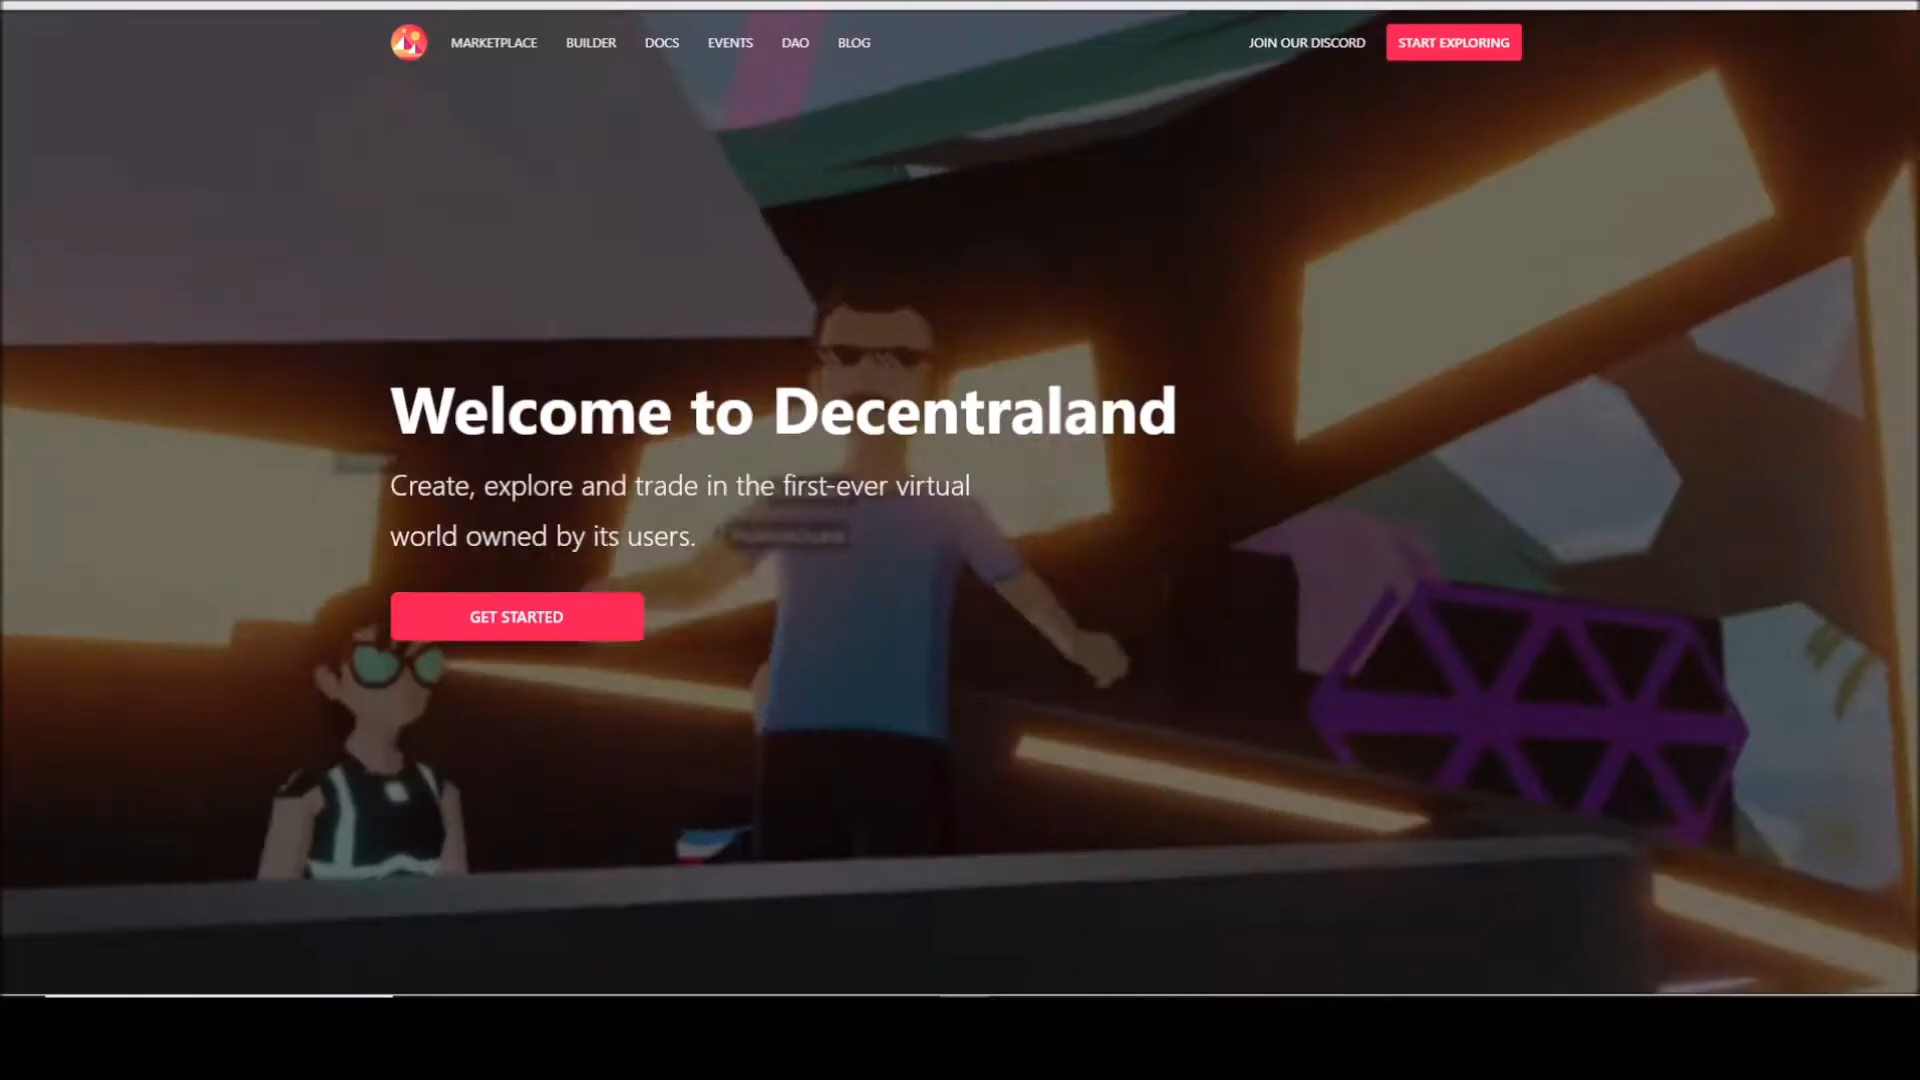 MARKETPLACE BUILDER DOCS EVENTS DAO BLOG JOIN OUR DISCORD START EXPLORING
Welcome to Decentraland
Create, explore and trade in the first-ever virtual
world owned by its users.
GET STARTED